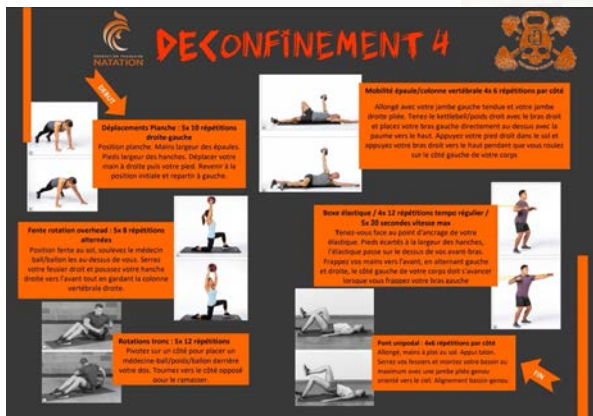 FÉDÉRATION FRANÇAISE
NATATION
DECONFINEMENT 4
DEBUT
Déplacements Planche : 5x 10 répétitions
droite-gauche
Position planche. Mains largeur des épaules.
Pieds largeur des hanches. Déplacer votre
main à droite puis votre pied. Revenir à la
position initiale et repartir à gauche.
Fente rotation overhead : 5x 8 répétitions
alternées
Position fente au sol, soulevez le médecin
ball/ballon les au-dessus de vous. Serrez
votre fessier droit et poussez votre hanche
droite vers l'avant tout en gardant la colonne
vertébrale droite.
Rotations tronc : 5x 12 répétitions
Pivotes sur un côté pour placer un
médecine-ball/poids/ballon derrière
votre dos. Tournez vers le côté opposé
pour le ramasser.
Mobilité épaule/colonne vertébrale 4x 6 répétitions par côté
Allongé avec votre jambe gauche tendue et votre jambe
droite pliée. Tenez le kettlebell/poids droit avec le bras droit
et placez votre bras gauche directement au-dessus avec la
paume vers le haut. Appuyez votre pied droit dans le sol et
appuyez votre bras droit vers le haut pendant que vous roulez
sur le côté gauche de votre corps
Boxe élastique / 4x 12 répétitions tempo régulier /
5x 20 secondes vitesse max
Tenez-vous face au point d'ancrage de votre
élastique. Pieds écartés à la largeur des hanches,
l'élastique passe sur le dessus de vos avant-bras.
Frappez vos mains vers l'avant, en alternant gauche
et droite, le côté gauche de votre corps doit s'avancer
lorsque vous frappez votre bras gauche
Pont unipodal : 4x6 répétitions par côté
Allongé, mains à plat au sol. Appui talon.
Serrez vos fessiers et montez votre bassin au
maximum avec une jambe pliés genou
orienté vers le ciel. Alignement bassin-genou.
FIN